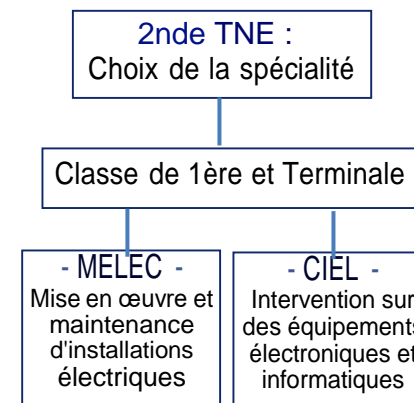 2nde TNE :
Choix de la spécialité
Classe de 1ère et Terminale
- MELEC -
Mise en œuvre et
maintenance
d'installations
électriques
- CIEL -
Intervention sur
des équipements
électroniques et
informatiques